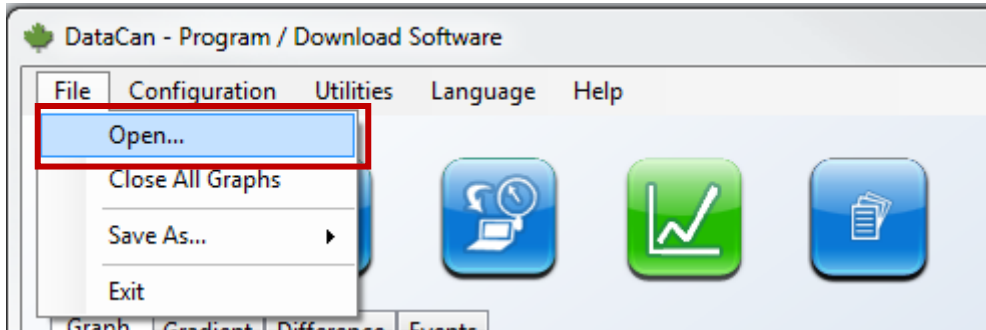 DataCan - Program / Download Software
File Configuration Utilities Language Help
Open...
Close All Graphs
Save As...
Exit
Graph Gradient Difference Events